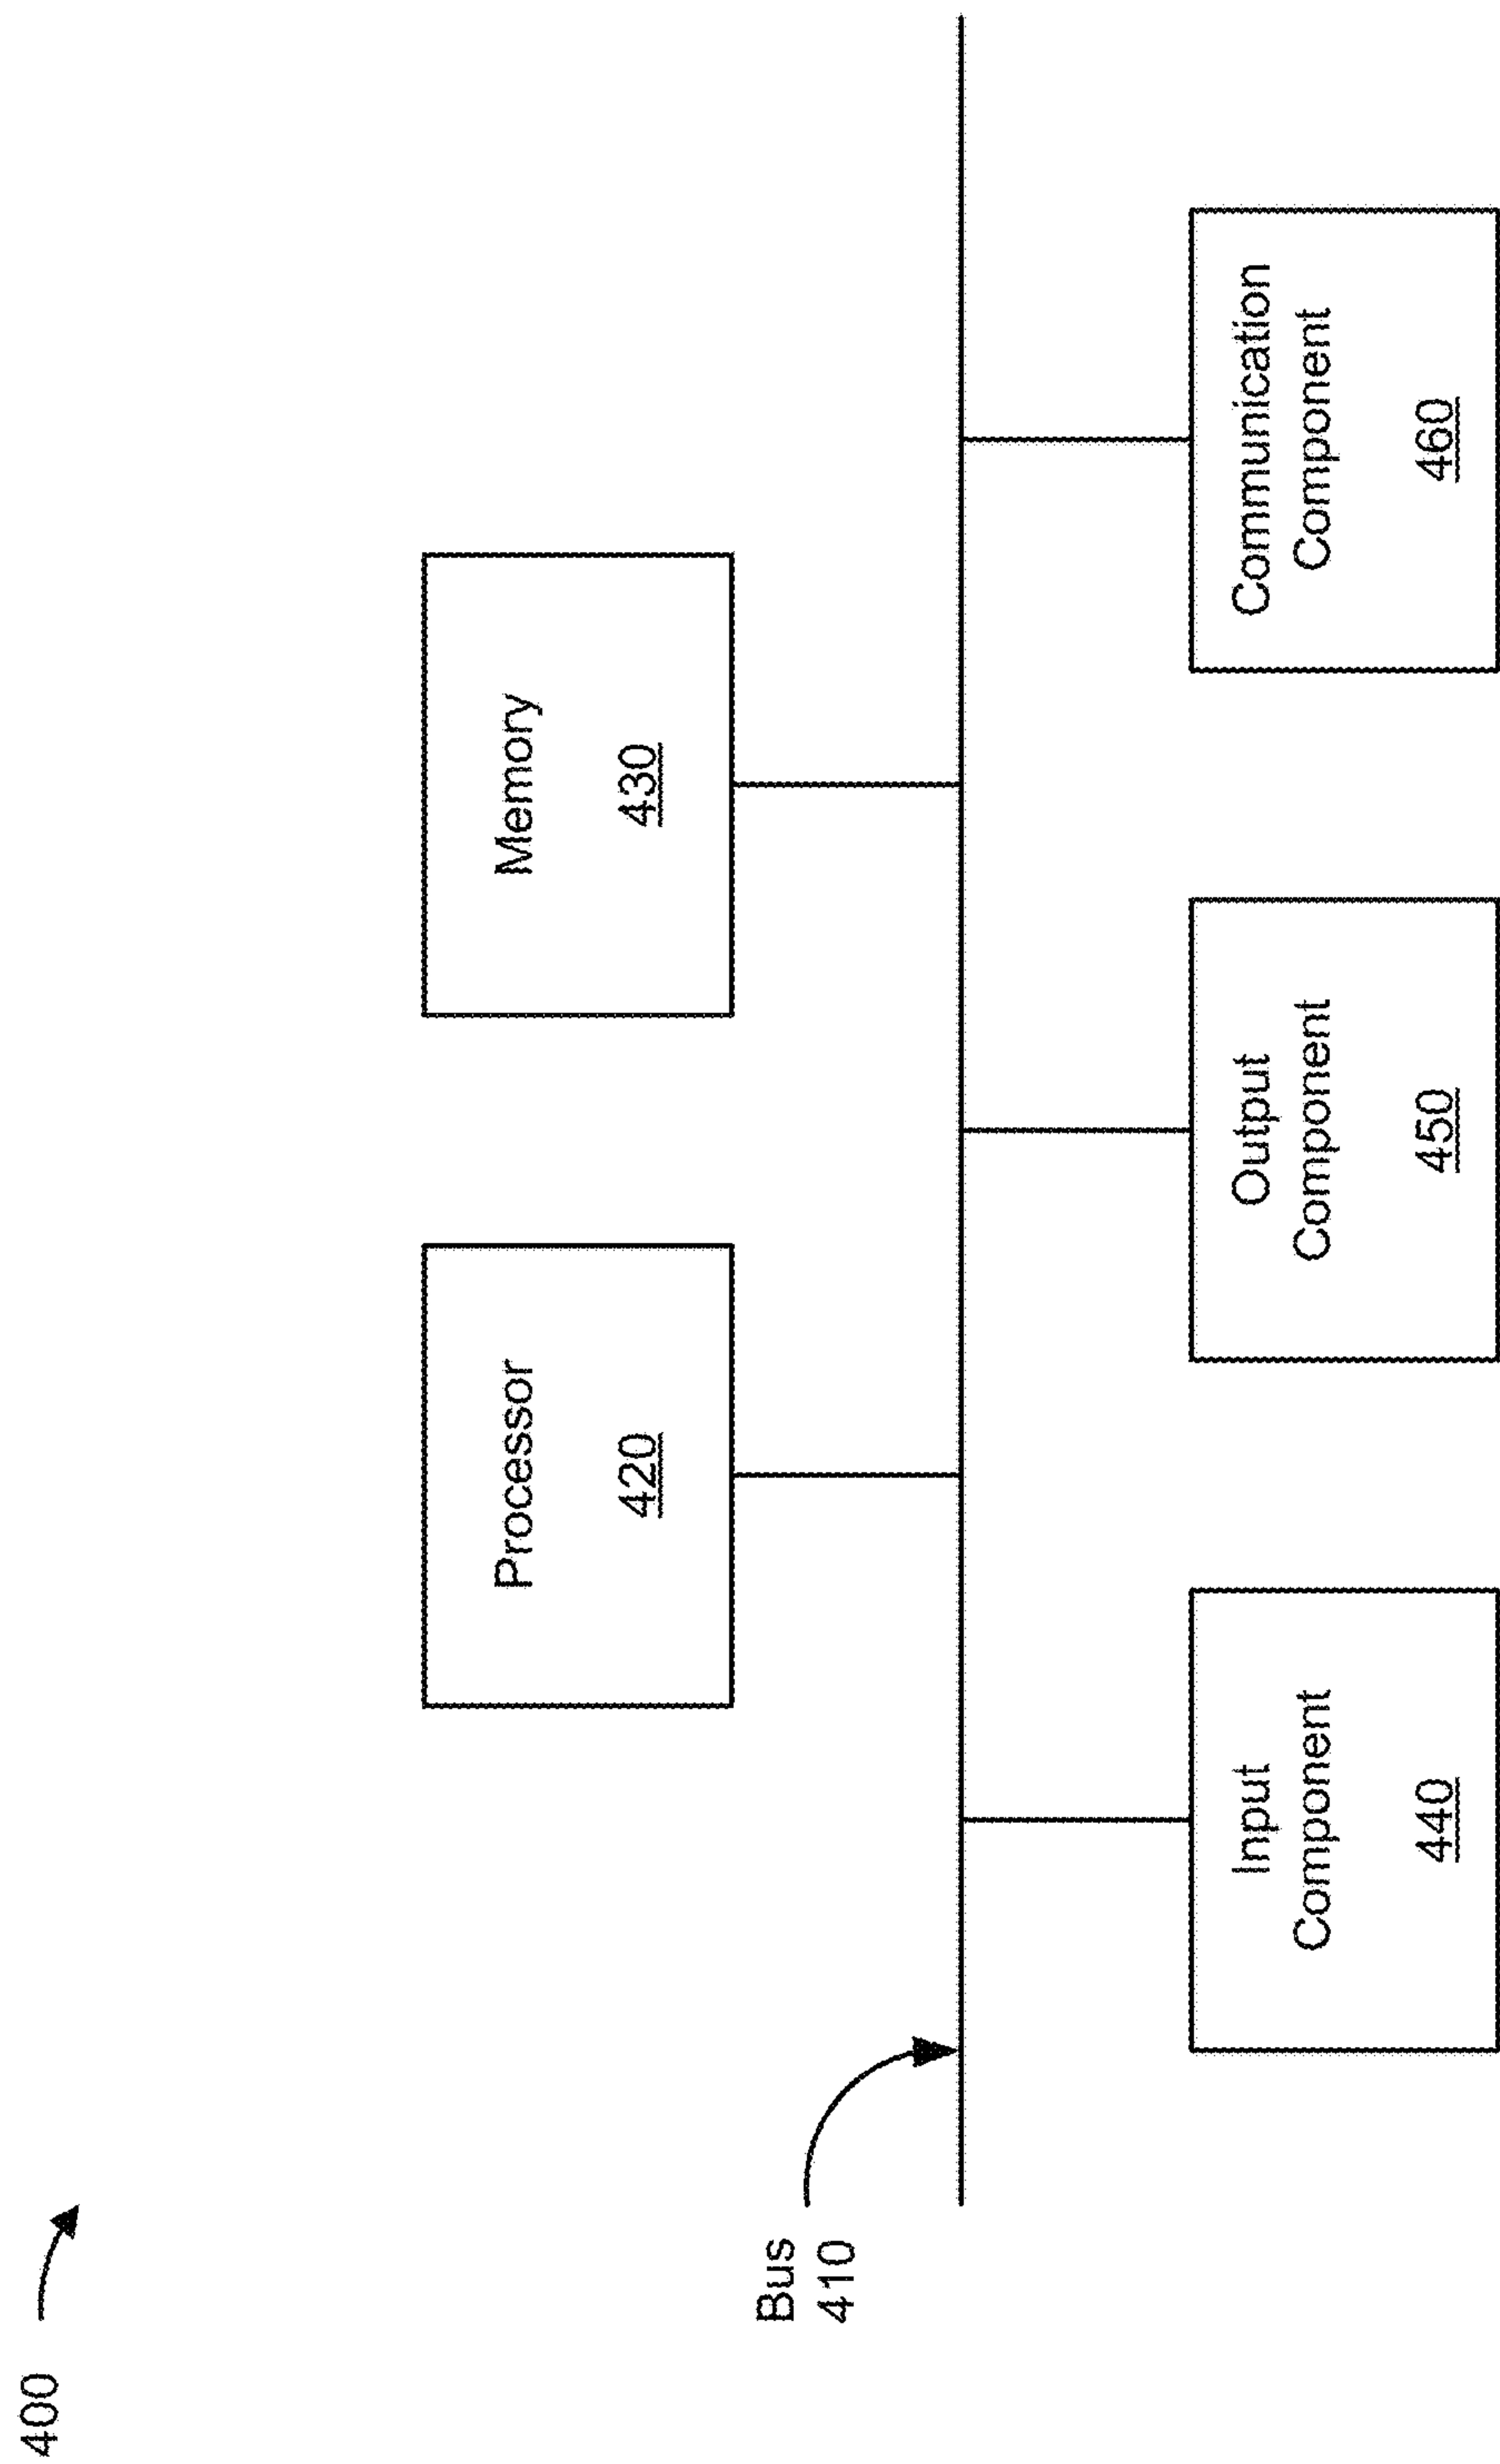 400
Processor
420
Memory
430
Bus
410
Input
Component
440
Output
Component
450
Communication
Component
460